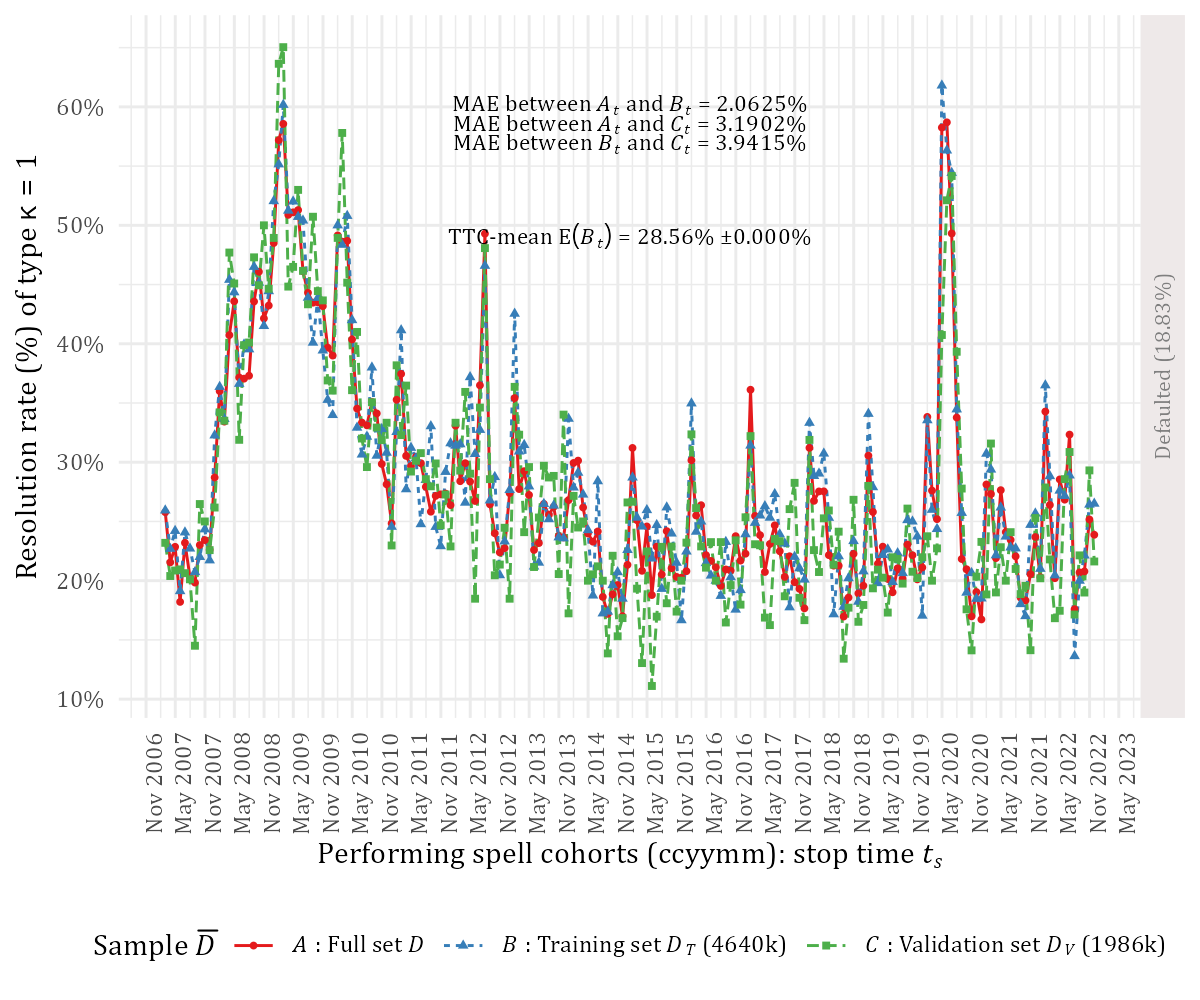 Resolution rate (%) of type κ = 1
60%
50%
40%
30%
20%
10%
MAE between A_t and B_t = 2.0625%
MAE between A_t and C_t = 3.1902%
MAE between B_t and C_t = 3.9415%
TTC-mean E(B_t) = 28.56% ±0.000%
Defaulted (18.83%)
Nov 2006
May 2007
Nov 2007
May 2008
Nov 2008
May 2009
Nov 2009
May 2010
Nov 2010
May 2011
Nov 2011
May 2012
Nov 2012
May 2013
Nov 2013
May 2014
Nov 2014
May 2015
Nov 2015
May 2016
Nov 2016
May 2017
Nov 2017
May 2018
Nov 2018
May 2019
Nov 2019
May 2020
Nov 2020
May 2021
Nov 2021
May 2022
Nov 2022
May 2023
Performing spell cohorts (ccyymm): stop time t_s
Sample D̅ A : Full set D B : Training set D_T (4640k) C : Validation set D_V (1986k)